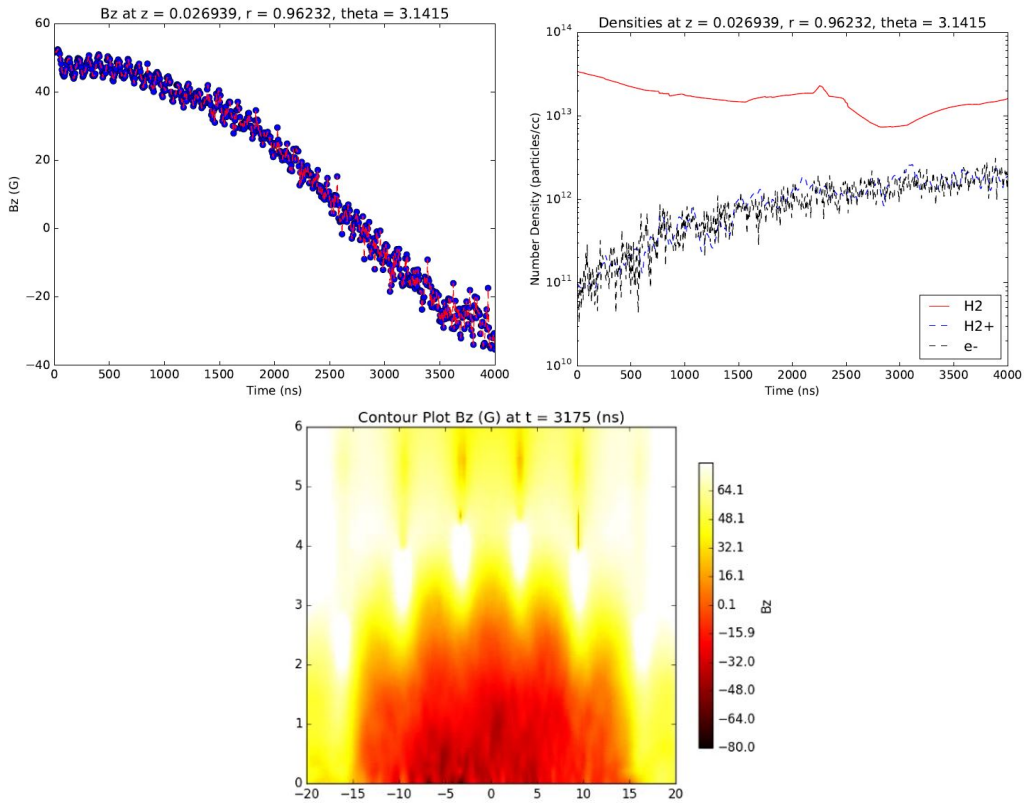 Bz at z = 0.026939, r = 0.96232, theta = 3.1415
60
40
20
0
−20
−40
Bz (G)
0 500 1000 1500 2000 2500 3000 3500 4000
Time (ns)
Densities at z = 0.026939, r = 0.96232, theta = 3.1415
10^14
10^13
10^12
10^11
10^10
Number Density (particles/cc)
H2
H2+
e-
0 500 1000 1500 2000 2500 3000 3500 4000
Time (ns)
Contour Plot Bz (G) at t = 3175 (ns)
6
5
4
3
2
1
0
−20 −15 −10 −5 0 5 10 15 20
64.1
48.1
32.1
16.1
0.1
−15.9
−32.0
−48.0
−64.0
−80.0
Bz